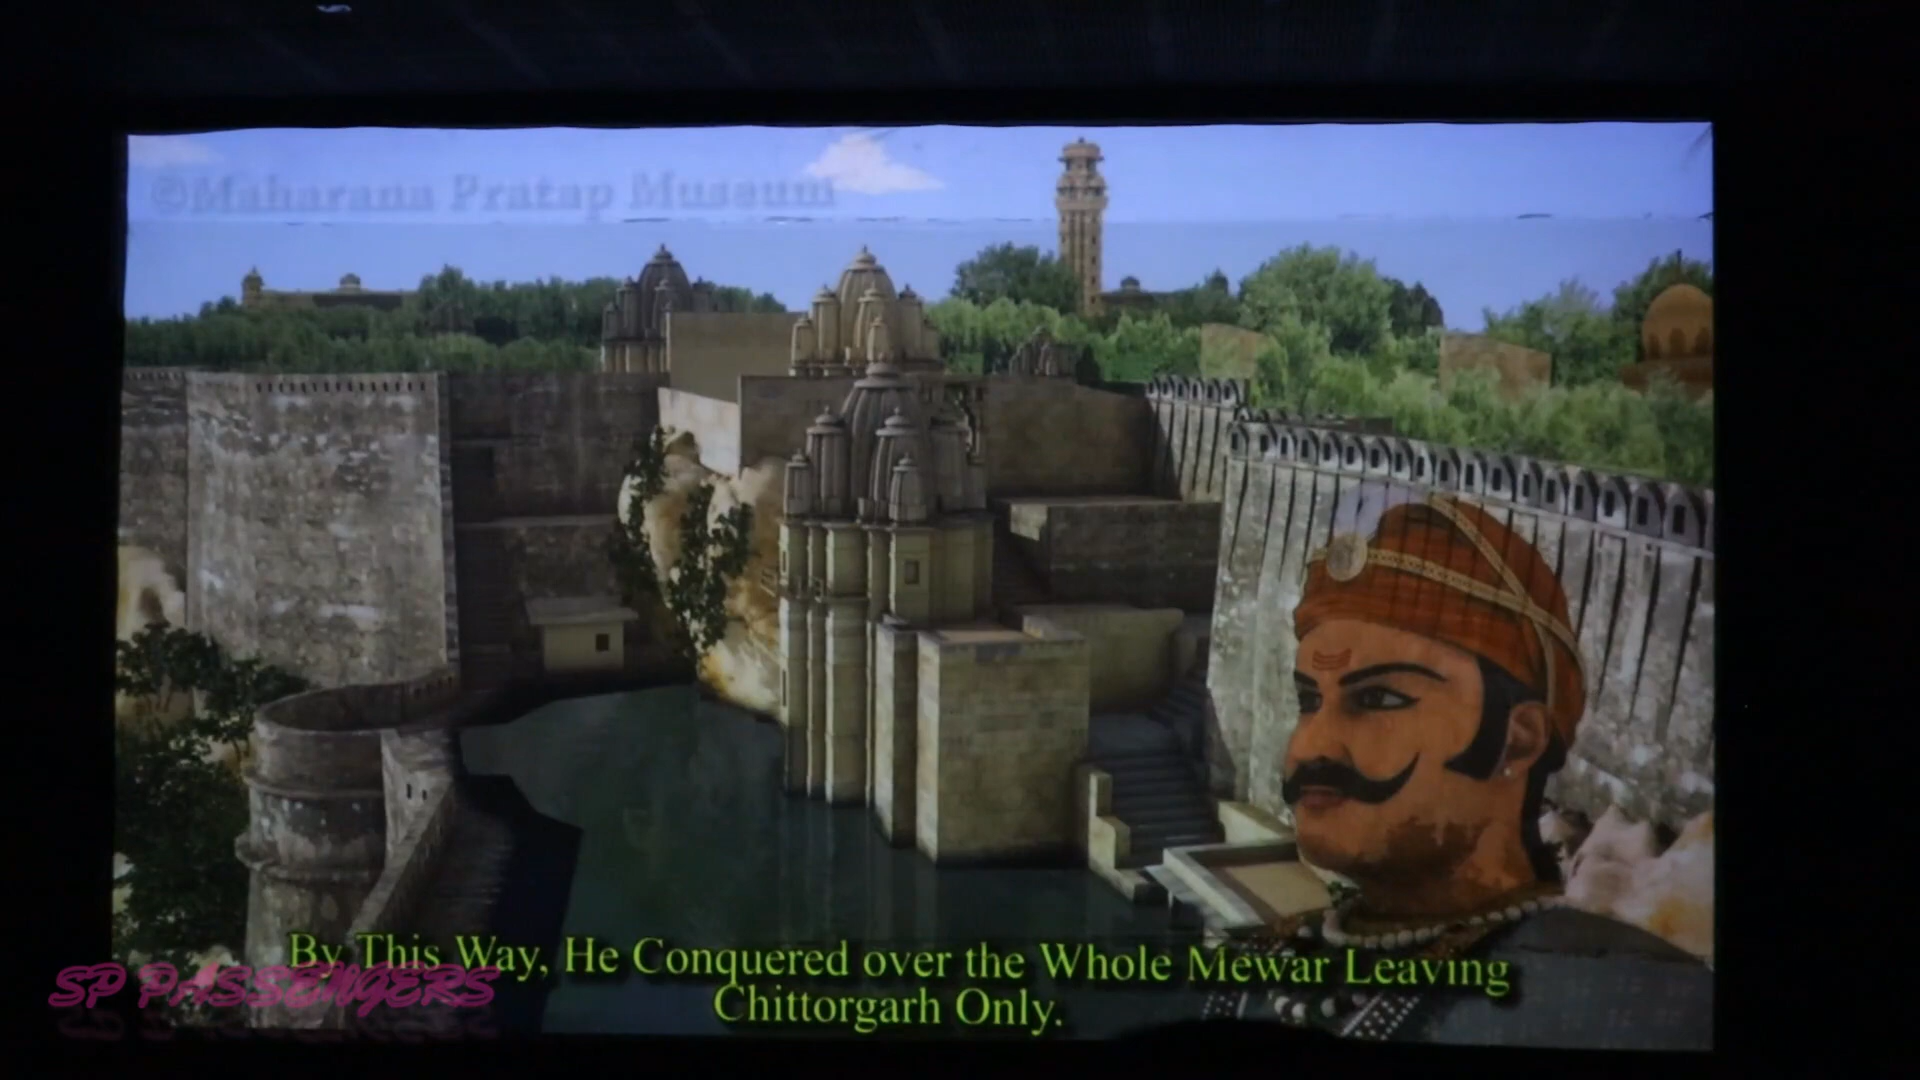 ©Maharana Pratap Museum
By This Way, He Conquered over the Whole Mewar Leaving
Chittorgarh Only.
SP PASSENGERS